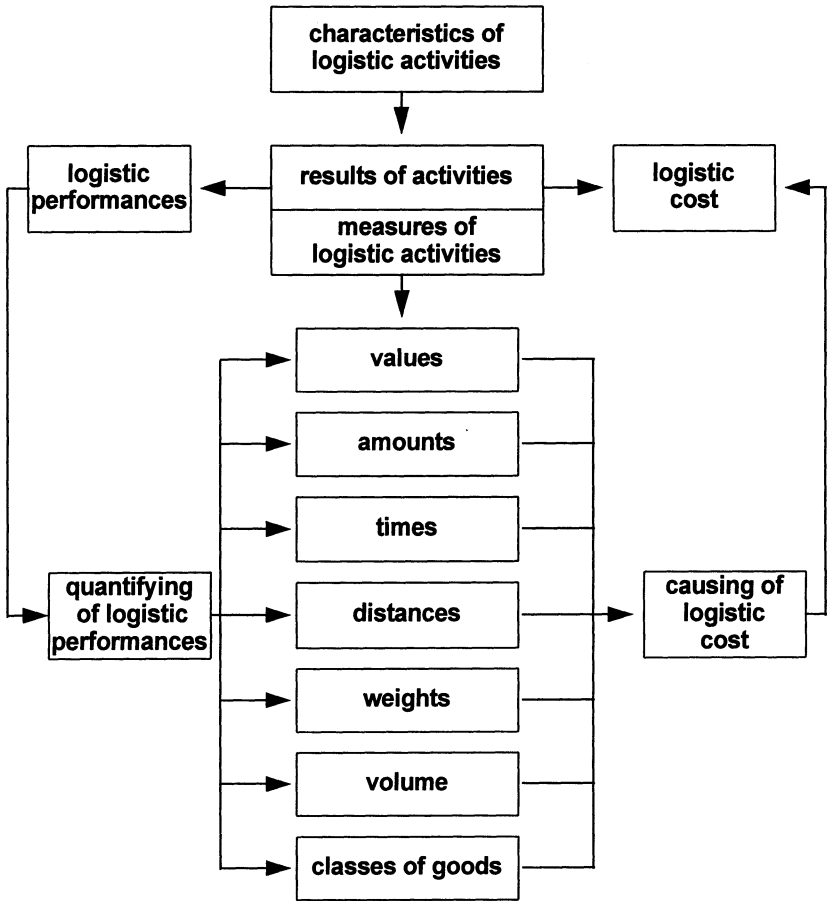 characteristics of
logistic activities
logistic
performances
results of activities
logistic
cost
measures of
logistic activities
values
amounts
times
quantifying
of logistic
performances
distances
causing of
logistic
cost
weights
volume
classes of goods